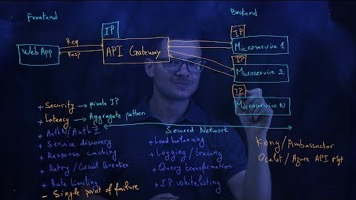 Frontend
Backend
IP
IP
Web App
Req
Resp
API Gateway
Microservice 1
IP
Microservice 2
IP
Microservice N
+ Security → private IP
+ Latency → Aggregate pattern
+ AuthN/AuthZ
+ Service discovery
+ Response caching
+ Retry / Circuit Breaker
+ Rate limiting
- Single point of failure
Secured Network
+ Load balancing
+ Logging / tracing
+ Query transformation
+ IP whitelisting
Kong / Ambassador
Ocelot / Azure API Mgt